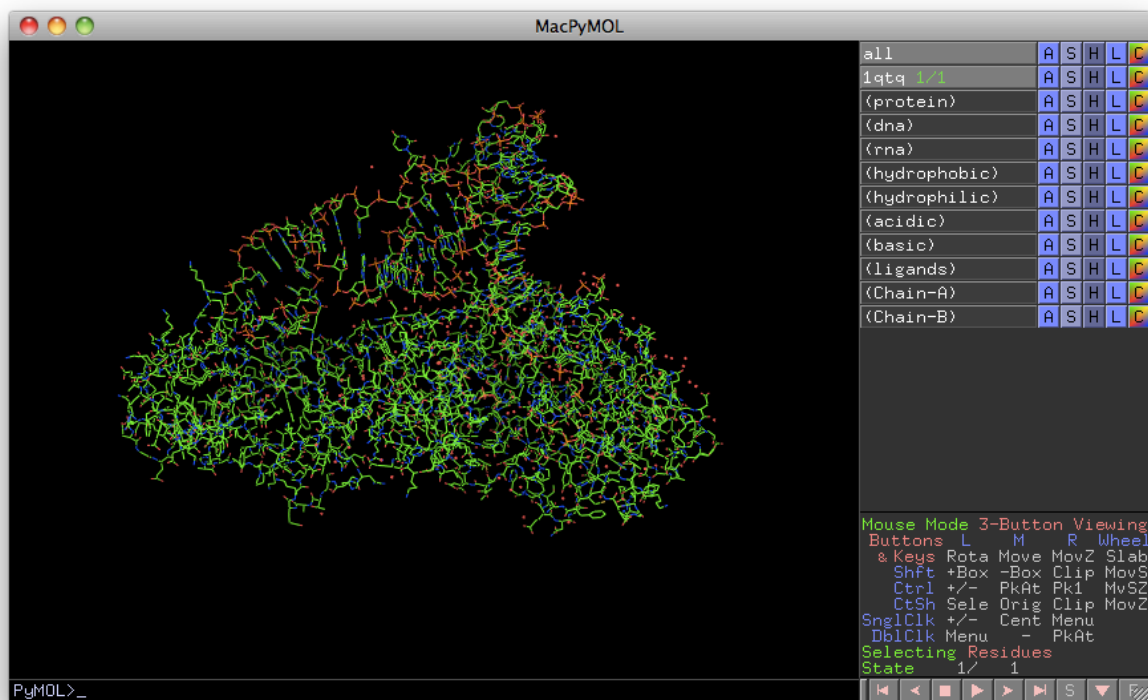 MacPyMOL
all A S H L C
1qtq 1/1 A S H L C
(protein) A S H L C
(dna) A S H L C
(rna) A S H L C
(hydrophobic) A S H L C
(hydrophilic) A S H L C
(acidic) A S H L C
(basic) A S H L C
(ligands) A S H L C
(Chain-A) A S H L C
(Chain-B) A S H L C
Mouse Mode 3-Button Viewing
Buttons L M R Wheel
& Keys Rota Move MovZ Slab
Shft +Box -Box Clip MovS
Ctrl +/- PkAt Pk1 MvSZ
CtSh Sele Orig Clip MovZ
SnglClk +/- Cent Menu
DblClk Menu - PkAt
Selecting Residues
State 1/ 1
PyMOL>_ S F